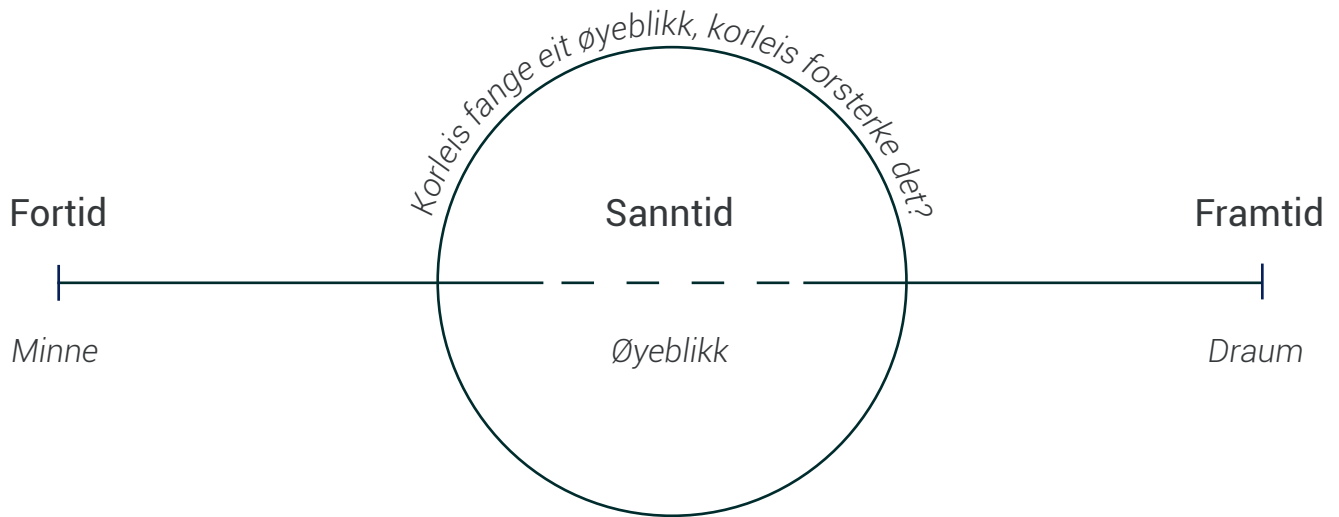 Korleis fange eit øyeblikk, korleis forsterke det?
Fortid
Sanntid
Framtid
Minne
Øyeblikk
Draum